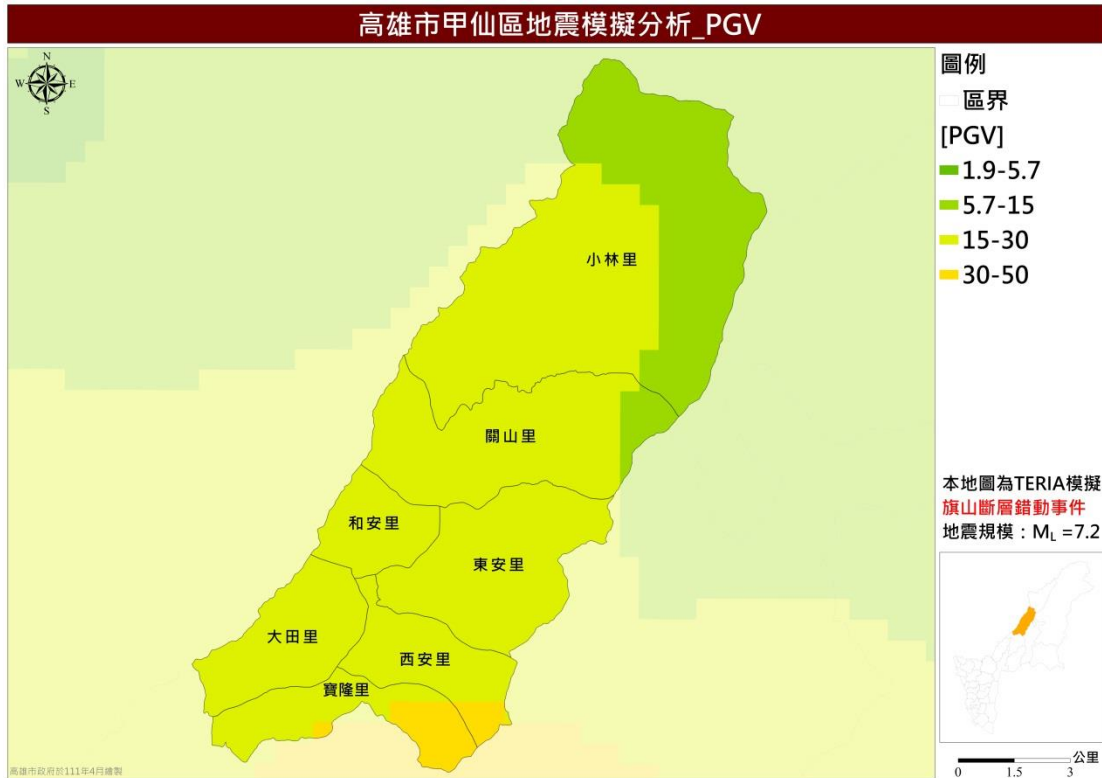 高雄市甲仙區地震模擬分析_PGV
N
W
E
S
圖例
區界
[PGV]
1.9-5.7
5.7-15
15-30
30-50
小林里
關山里
和安里
東安里
大田里
西安里
寶隆里
本地圖為TERIA模擬
旗山斷層錯動事件
地震規模：ML =7.2
公里
0 1.5 3
高雄市政府於111年4月繪製